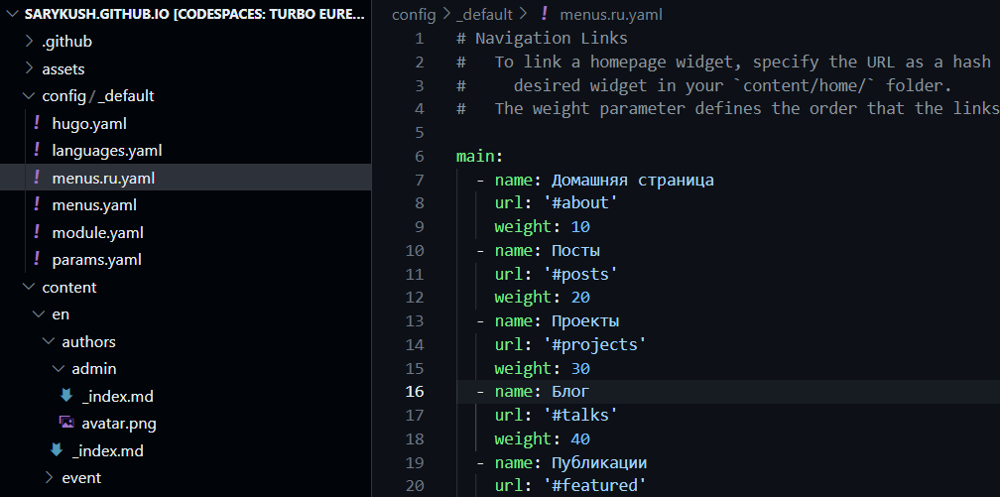 SARYKUSH.GITHUB.IO [CODESPACES: TURBO EURE...
.github
assets
config / _default
hugo.yaml
languages.yaml
menus.ru.yaml
menus.yaml
module.yaml
params.yaml
content
en
authors
admin
_index.md
avatar.png
_index.md
event
config > _default > ! menus.ru.yaml
1 # Navigation Links
2 #   To link a homepage widget, specify the URL as a hash
3 #     desired widget in your `content/home/` folder.
4 #   The weight parameter defines the order that the links
5
6 main:
7   - name: Домашняя страница
8     url: '#about'
9     weight: 10
10   - name: Посты
11     url: '#posts'
12     weight: 20
13   - name: Проекты
14     url: '#projects'
15     weight: 30
16   - name: Блог
17     url: '#talks'
18     weight: 40
19   - name: Публикации
20     url: '#featured'